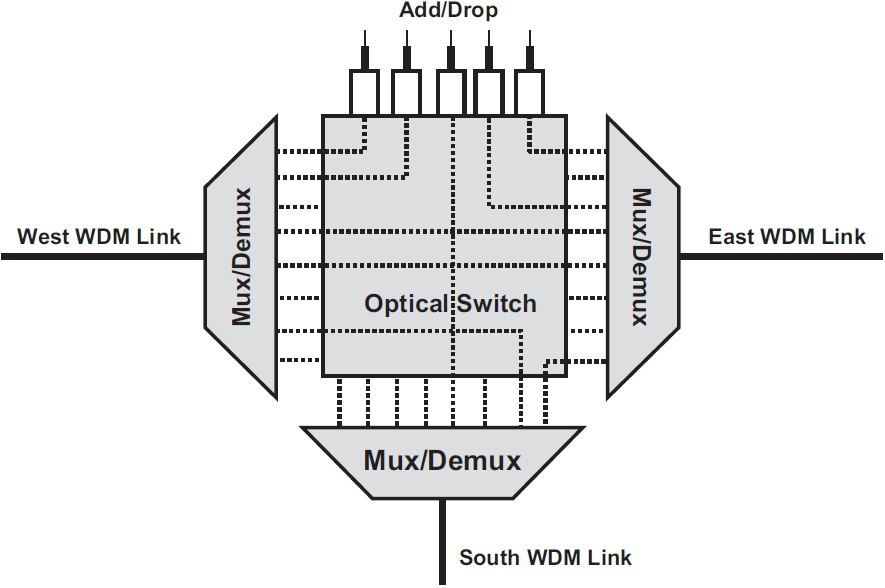 Add/Drop
West WDM Link
Mux/Demux
Optical Switch
Mux/Demux
East WDM Link
Mux/Demux
South WDM Link